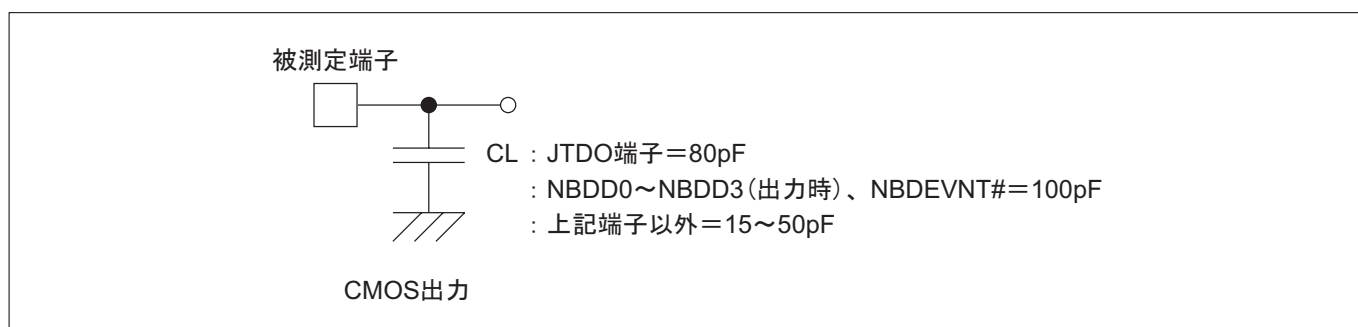 被測定端子
CL : JTDO端子＝80pF
: NBDD0～NBDD3（出力時）、NBDEVNT#＝100pF
: 上記端子以外＝15～50pF
CMOS出力